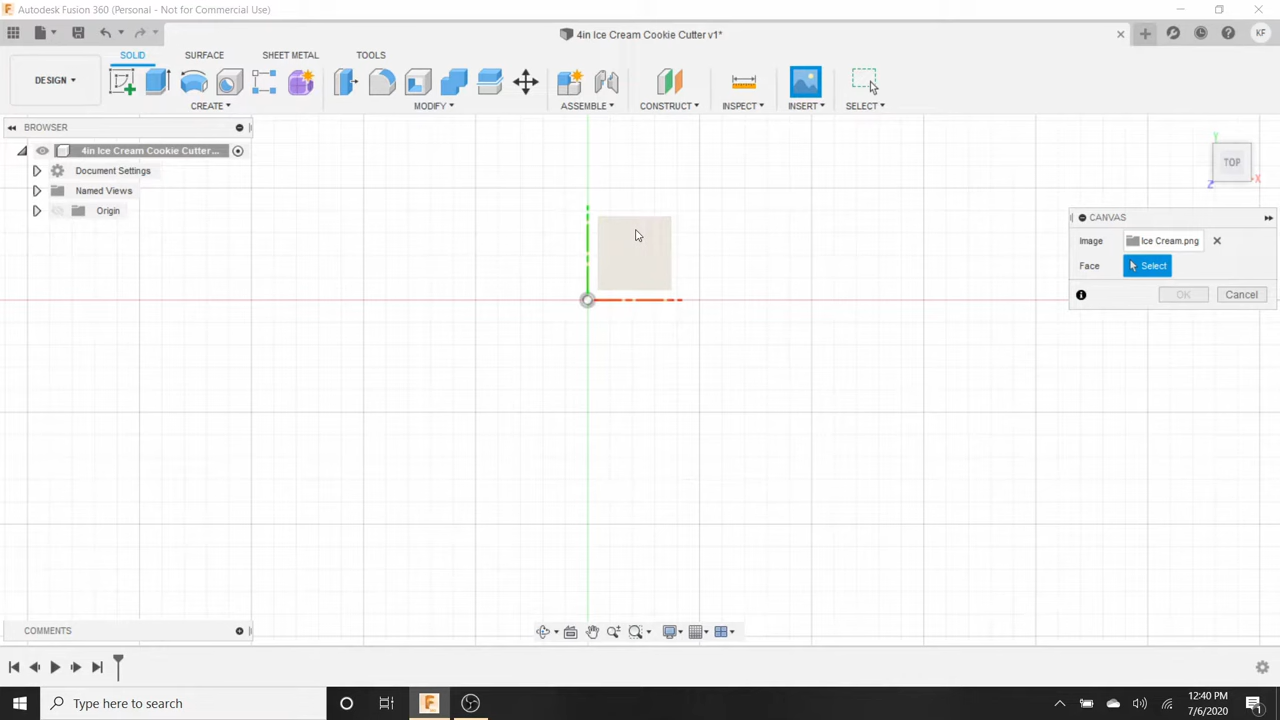 Autodesk Fusion 360 (Personal - Not for Commercial Use)
4in Ice Cream Cookie Cutter v1*
KF
SOLID SURFACE SHEET METAL TOOLS
DESIGN
CREATE MODIFY ASSEMBLE CONSTRUCT INSPECT INSERT SELECT
BROWSER
4in Ice Cream Cookie Cutter...
Document Settings
Named Views
Origin
Y
TOP
Z
X
CANVAS
Image Ice Cream.png
Face Select
OK Cancel
COMMENTS
Type here to search
12:40 PM
7/6/2020
1